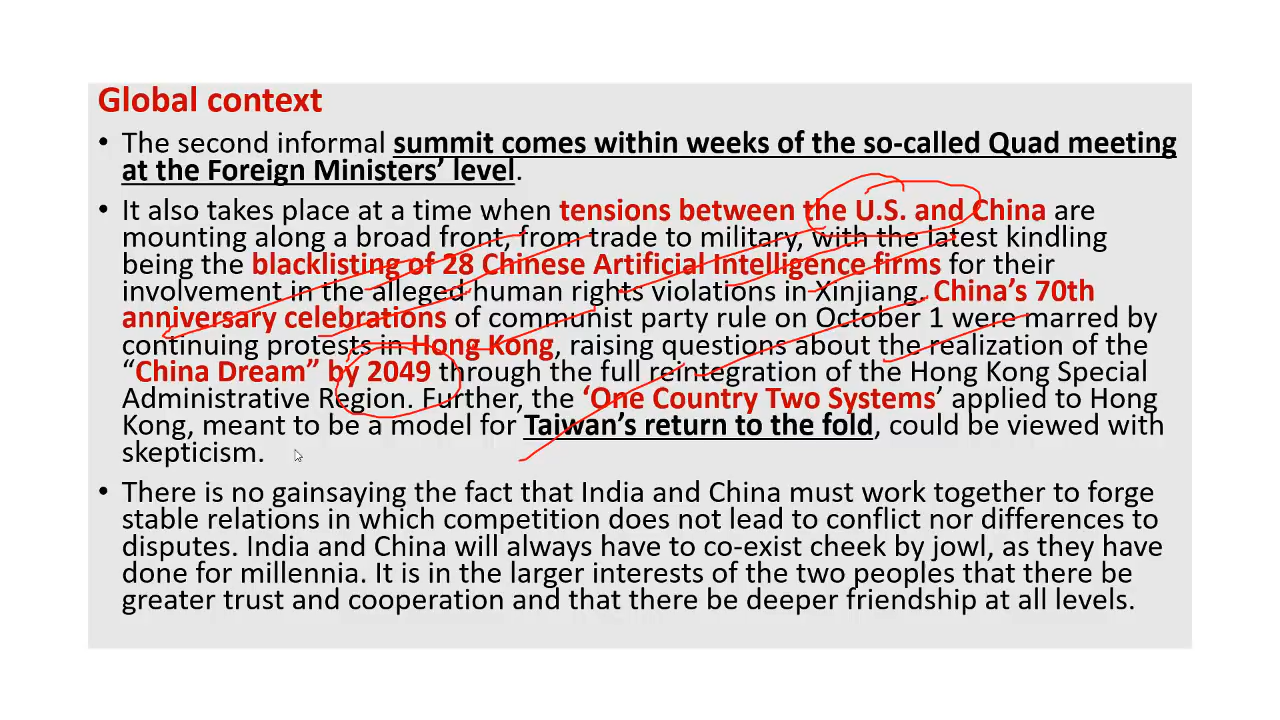 Global context
• The second informal summit comes within weeks of the so-called Quad meeting
at the Foreign Ministers’ level.
• It also takes place at a time when tensions between the U.S. and China are
mounting along a broad front, from trade to military, with the latest kindling
being the blacklisting of 28 Chinese Artificial Intelligence firms for their
involvement in the alleged human rights violations in Xinjiang. China’s 70th
anniversary celebrations of communist party rule on October 1 were marred by
continuing protests in Hong Kong, raising questions about the realization of the
“China Dream” by 2049 through the full reintegration of the Hong Kong Special
Administrative Region. Further, the ‘One Country Two Systems’ applied to Hong
Kong, meant to be a model for Taiwan’s return to the fold, could be viewed with
skepticism.
• There is no gainsaying the fact that India and China must work together to forge
stable relations in which competition does not lead to conflict nor differences to
disputes. India and China will always have to co-exist cheek by jowl, as they have
done for millennia. It is in the larger interests of the two peoples that there be
greater trust and cooperation and that there be deeper friendship at all levels.